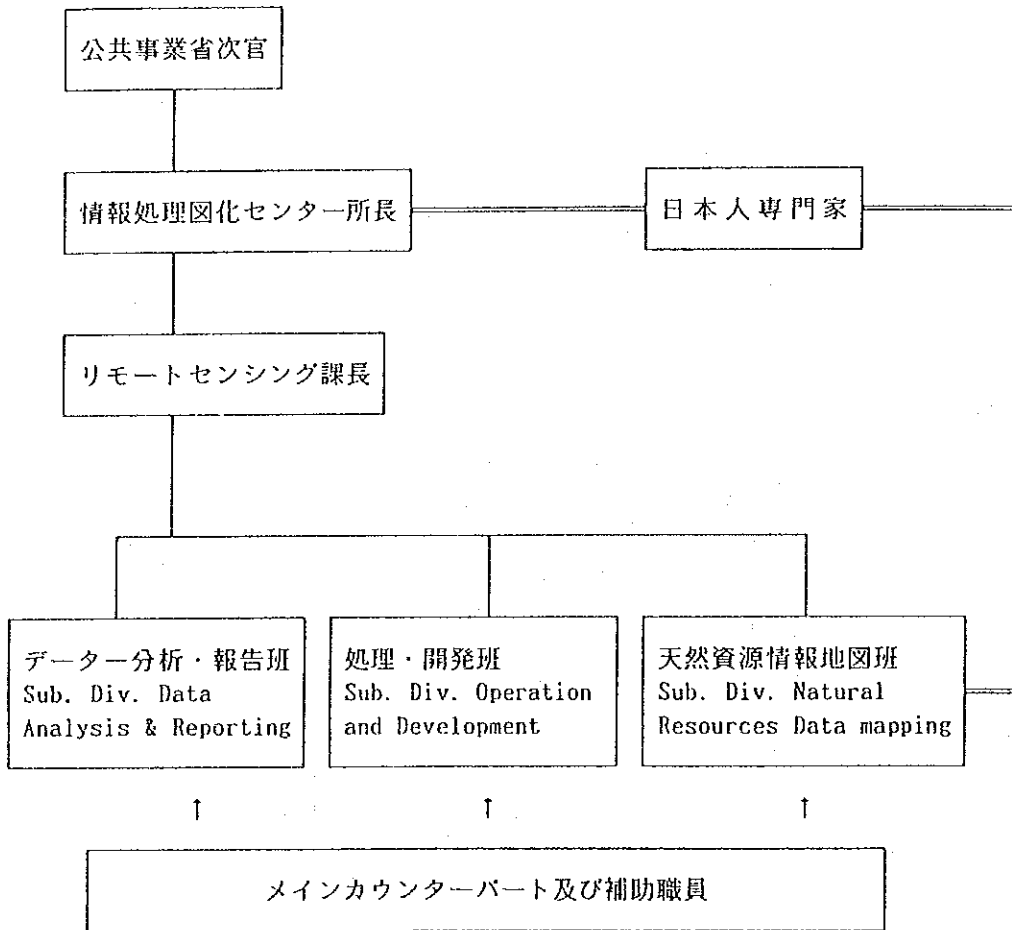 公共事業省次官
情報処理図化センター所長
日本人専門家
リモートセンシング課長
データー分析・報告班
Sub. Div. Data
Analysis & Reporting
処理・開発班
Sub. Div. Operation
and Development
天然資源情報地図班
Sub. Div. Natural
Resources Data mapping
↑ ↑ ↑
メインカウンターパート及び補助職員